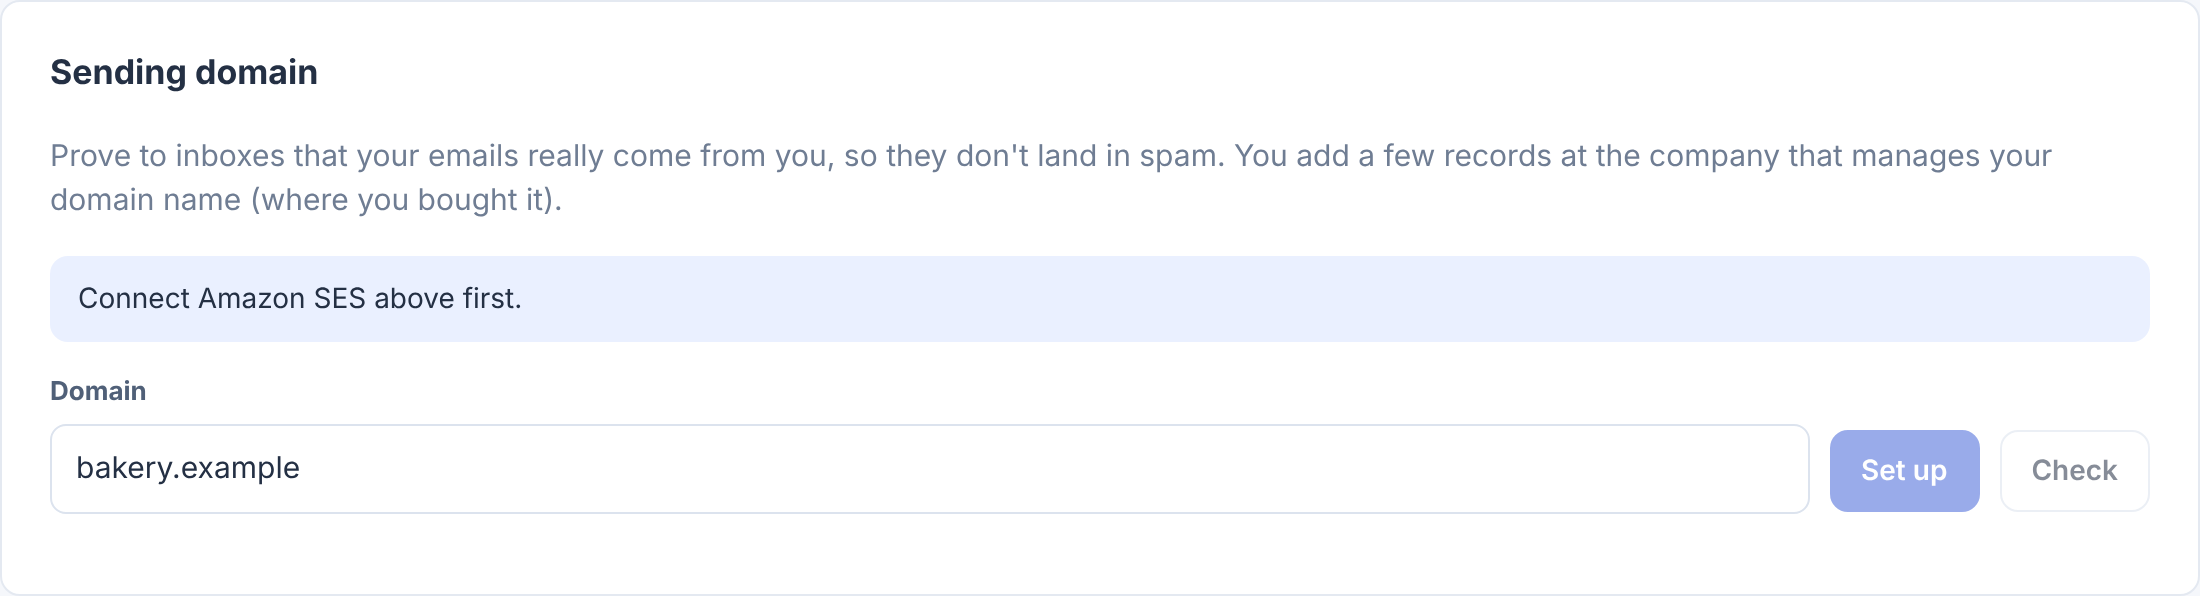 Sending domain
Prove to inboxes that your emails really come from you, so they don't land in spam. You add a few records at the company that manages your
domain name (where you bought it).
Connect Amazon SES above first.
Domain
bakery.example
Set up
Check